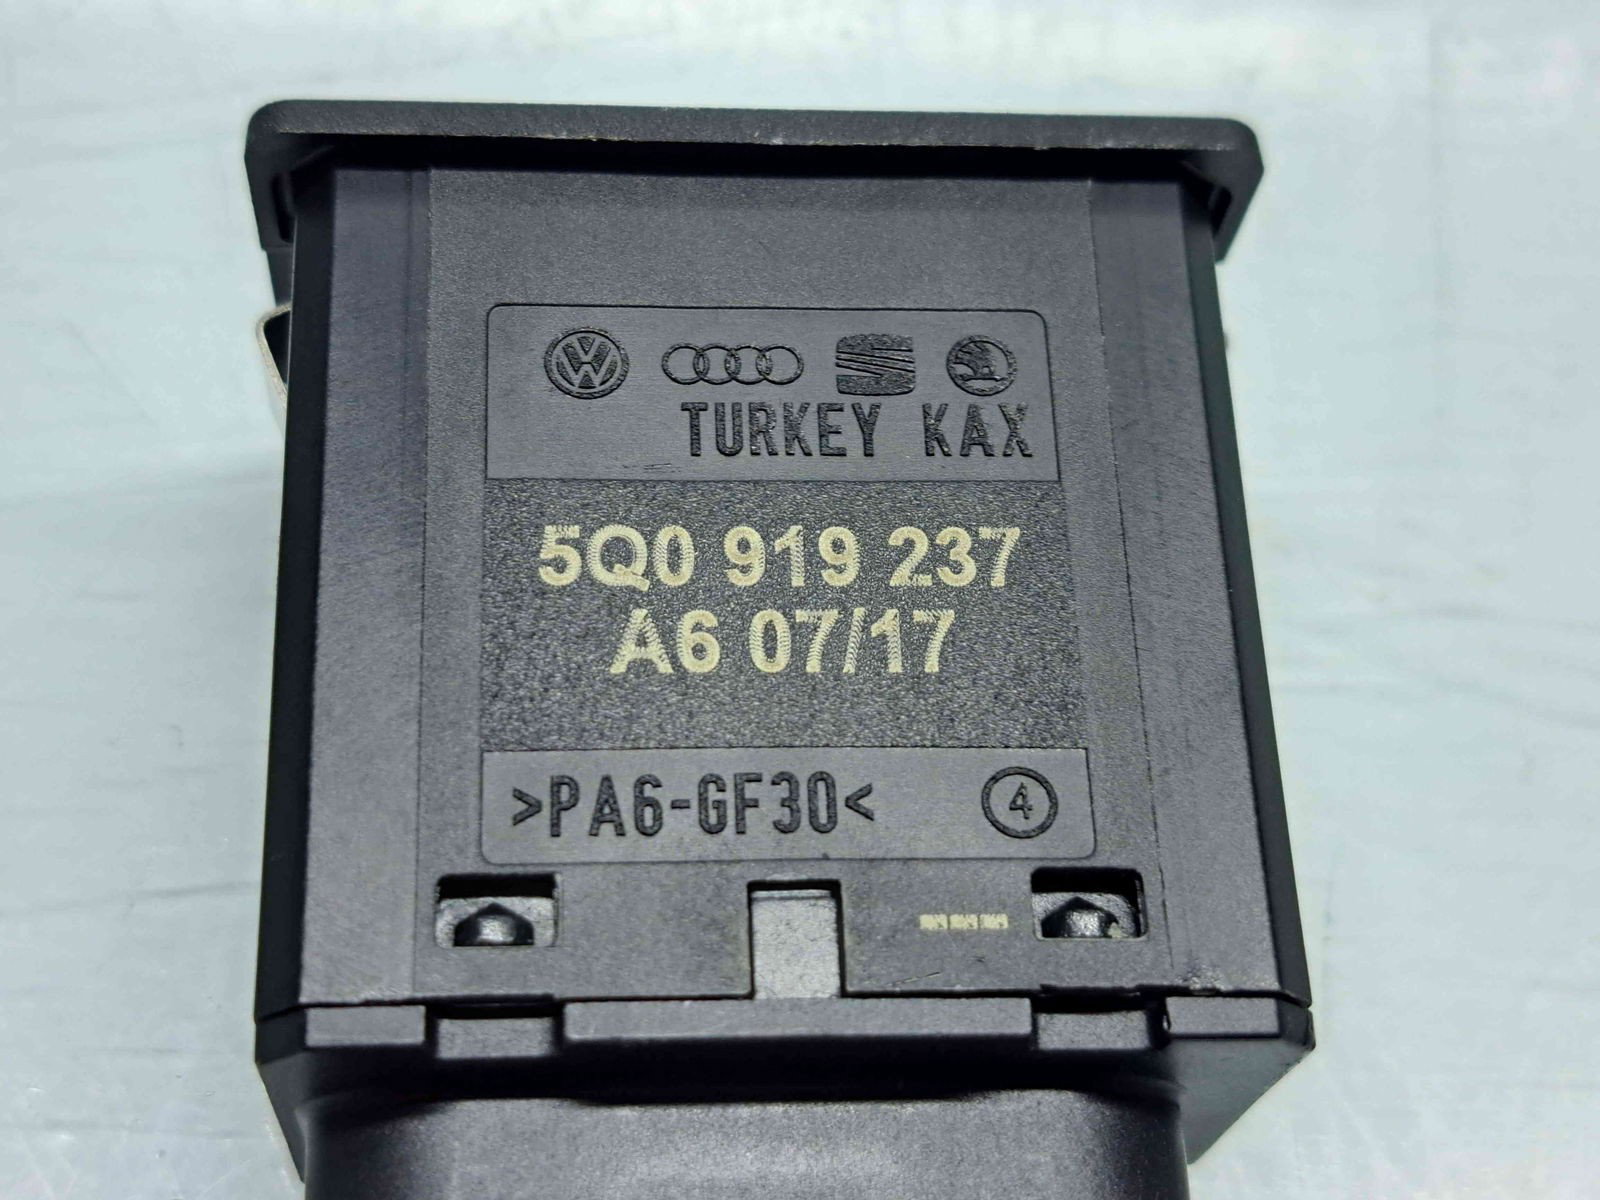 TURKEY KAX
5Q0 919 237
A6 07/17
>PA6-GF30<
4